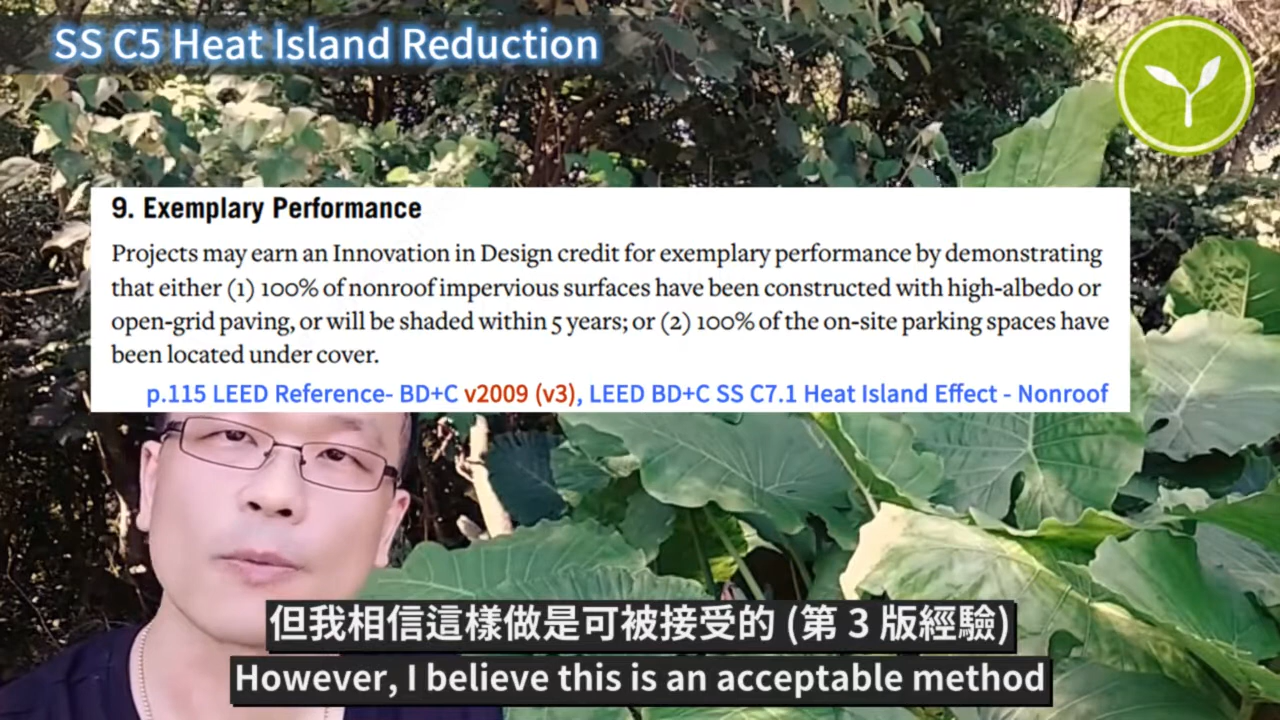 SS C5 Heat Island Reduction
9. Exemplary Performance
Projects may earn an Innovation in Design credit for exemplary performance by demonstrating
that either (1) 100% of nonroof impervious surfaces have been constructed with high-albedo or
open-grid paving, or will be shaded within 5 years; or (2) 100% of the on-site parking spaces have
been located under cover.
p.115 LEED Reference- BD+C v2009 (v3), LEED BD+C SS C7.1 Heat Island Effect - Nonroof
但我相信這樣做是可被接受的 (第 3 版經驗)
However, I believe this is an acceptable method